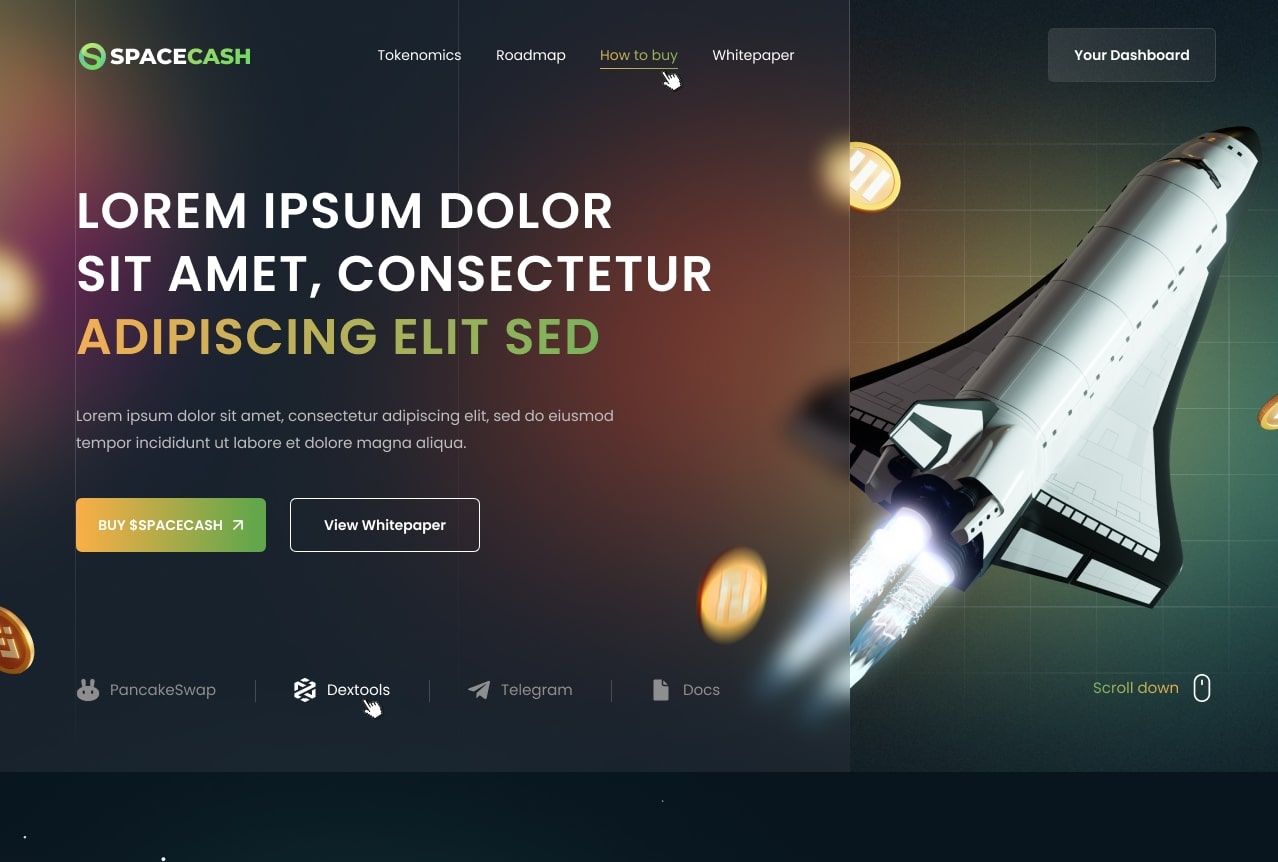 SPACECASH
Tokenomics
Roadmap
How to buy
Whitepaper
Your Dashboard
LOREM IPSUM DOLOR
SIT AMET, CONSECTETUR
ADIPISCING ELIT SED
Lorem ipsum dolor sit amet, consectetur adipiscing elit, sed do eiusmod
tempor incididunt ut labore et dolore magna aliqua.
BUY $SPACECASH
View Whitepaper
PancakeSwap
Dextools
Telegram
Docs
Scroll down